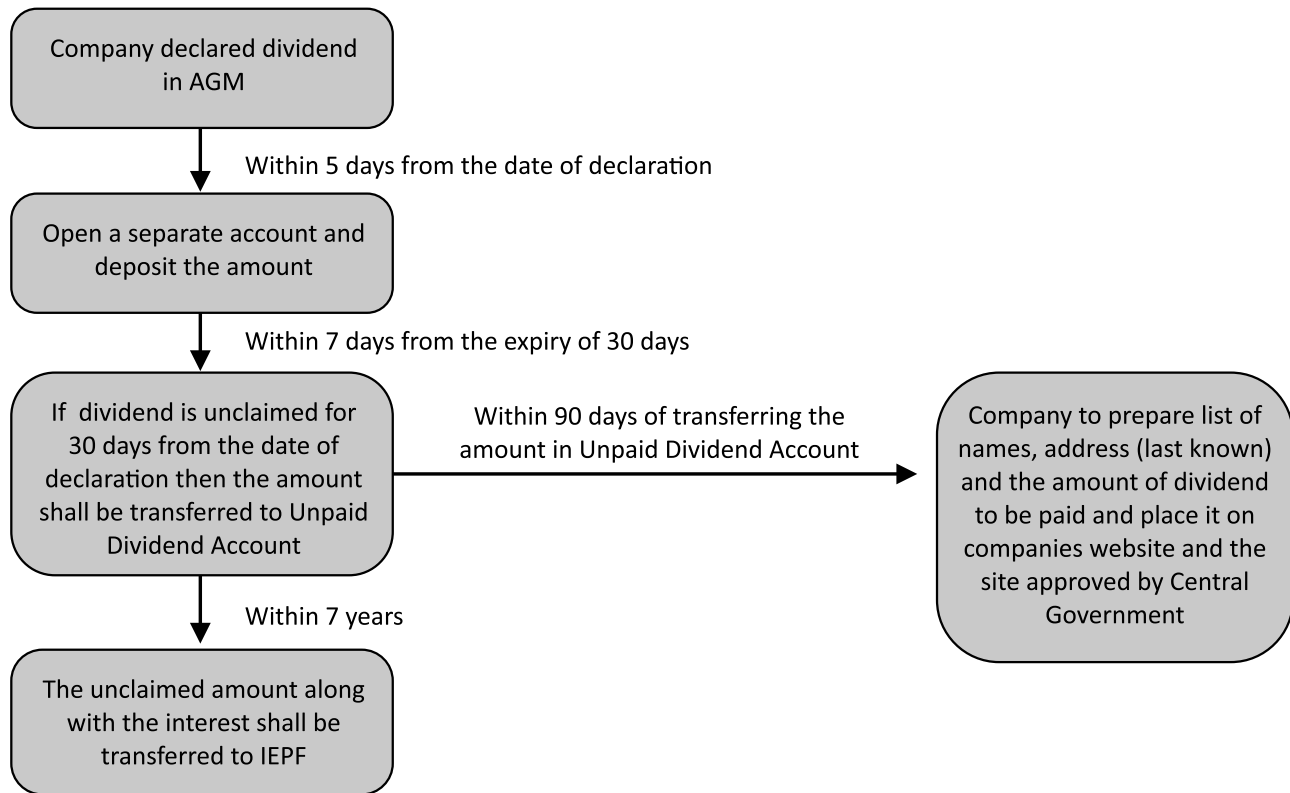 Company declared dividend
in AGM
Within 5 days from the date of declaration
Open a separate account and
deposit the amount
Within 7 days from the expiry of 30 days
If dividend is unclaimed for
30 days from the date of
declaration then the amount
shall be transferred to Unpaid
Dividend Account
Within 90 days of transferring the
amount in Unpaid Dividend Account
Company to prepare list of
names, address (last known)
and the amount of dividend
to be paid and place it on
companies website and the
site approved by Central
Government
Within 7 years
The unclaimed amount along
with the interest shall be
transferred to IEPF